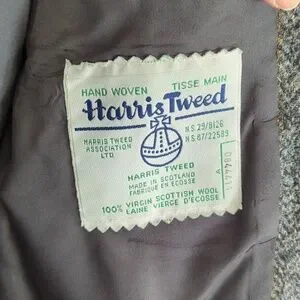 HAND WOVEN TISSE MAIN
Harris Tweed
HARRIS TWEED
ASSOCIATION
LTD.
N.S. 29/8126
N.S. 87/22589
HARRIS TWEED
MADE IN SCOTLAND
FABRIQUE EN ECOSSE
100% VIRGIN SCOTTISH WOOL
LAINE VIERGE D'ECOSSE
A